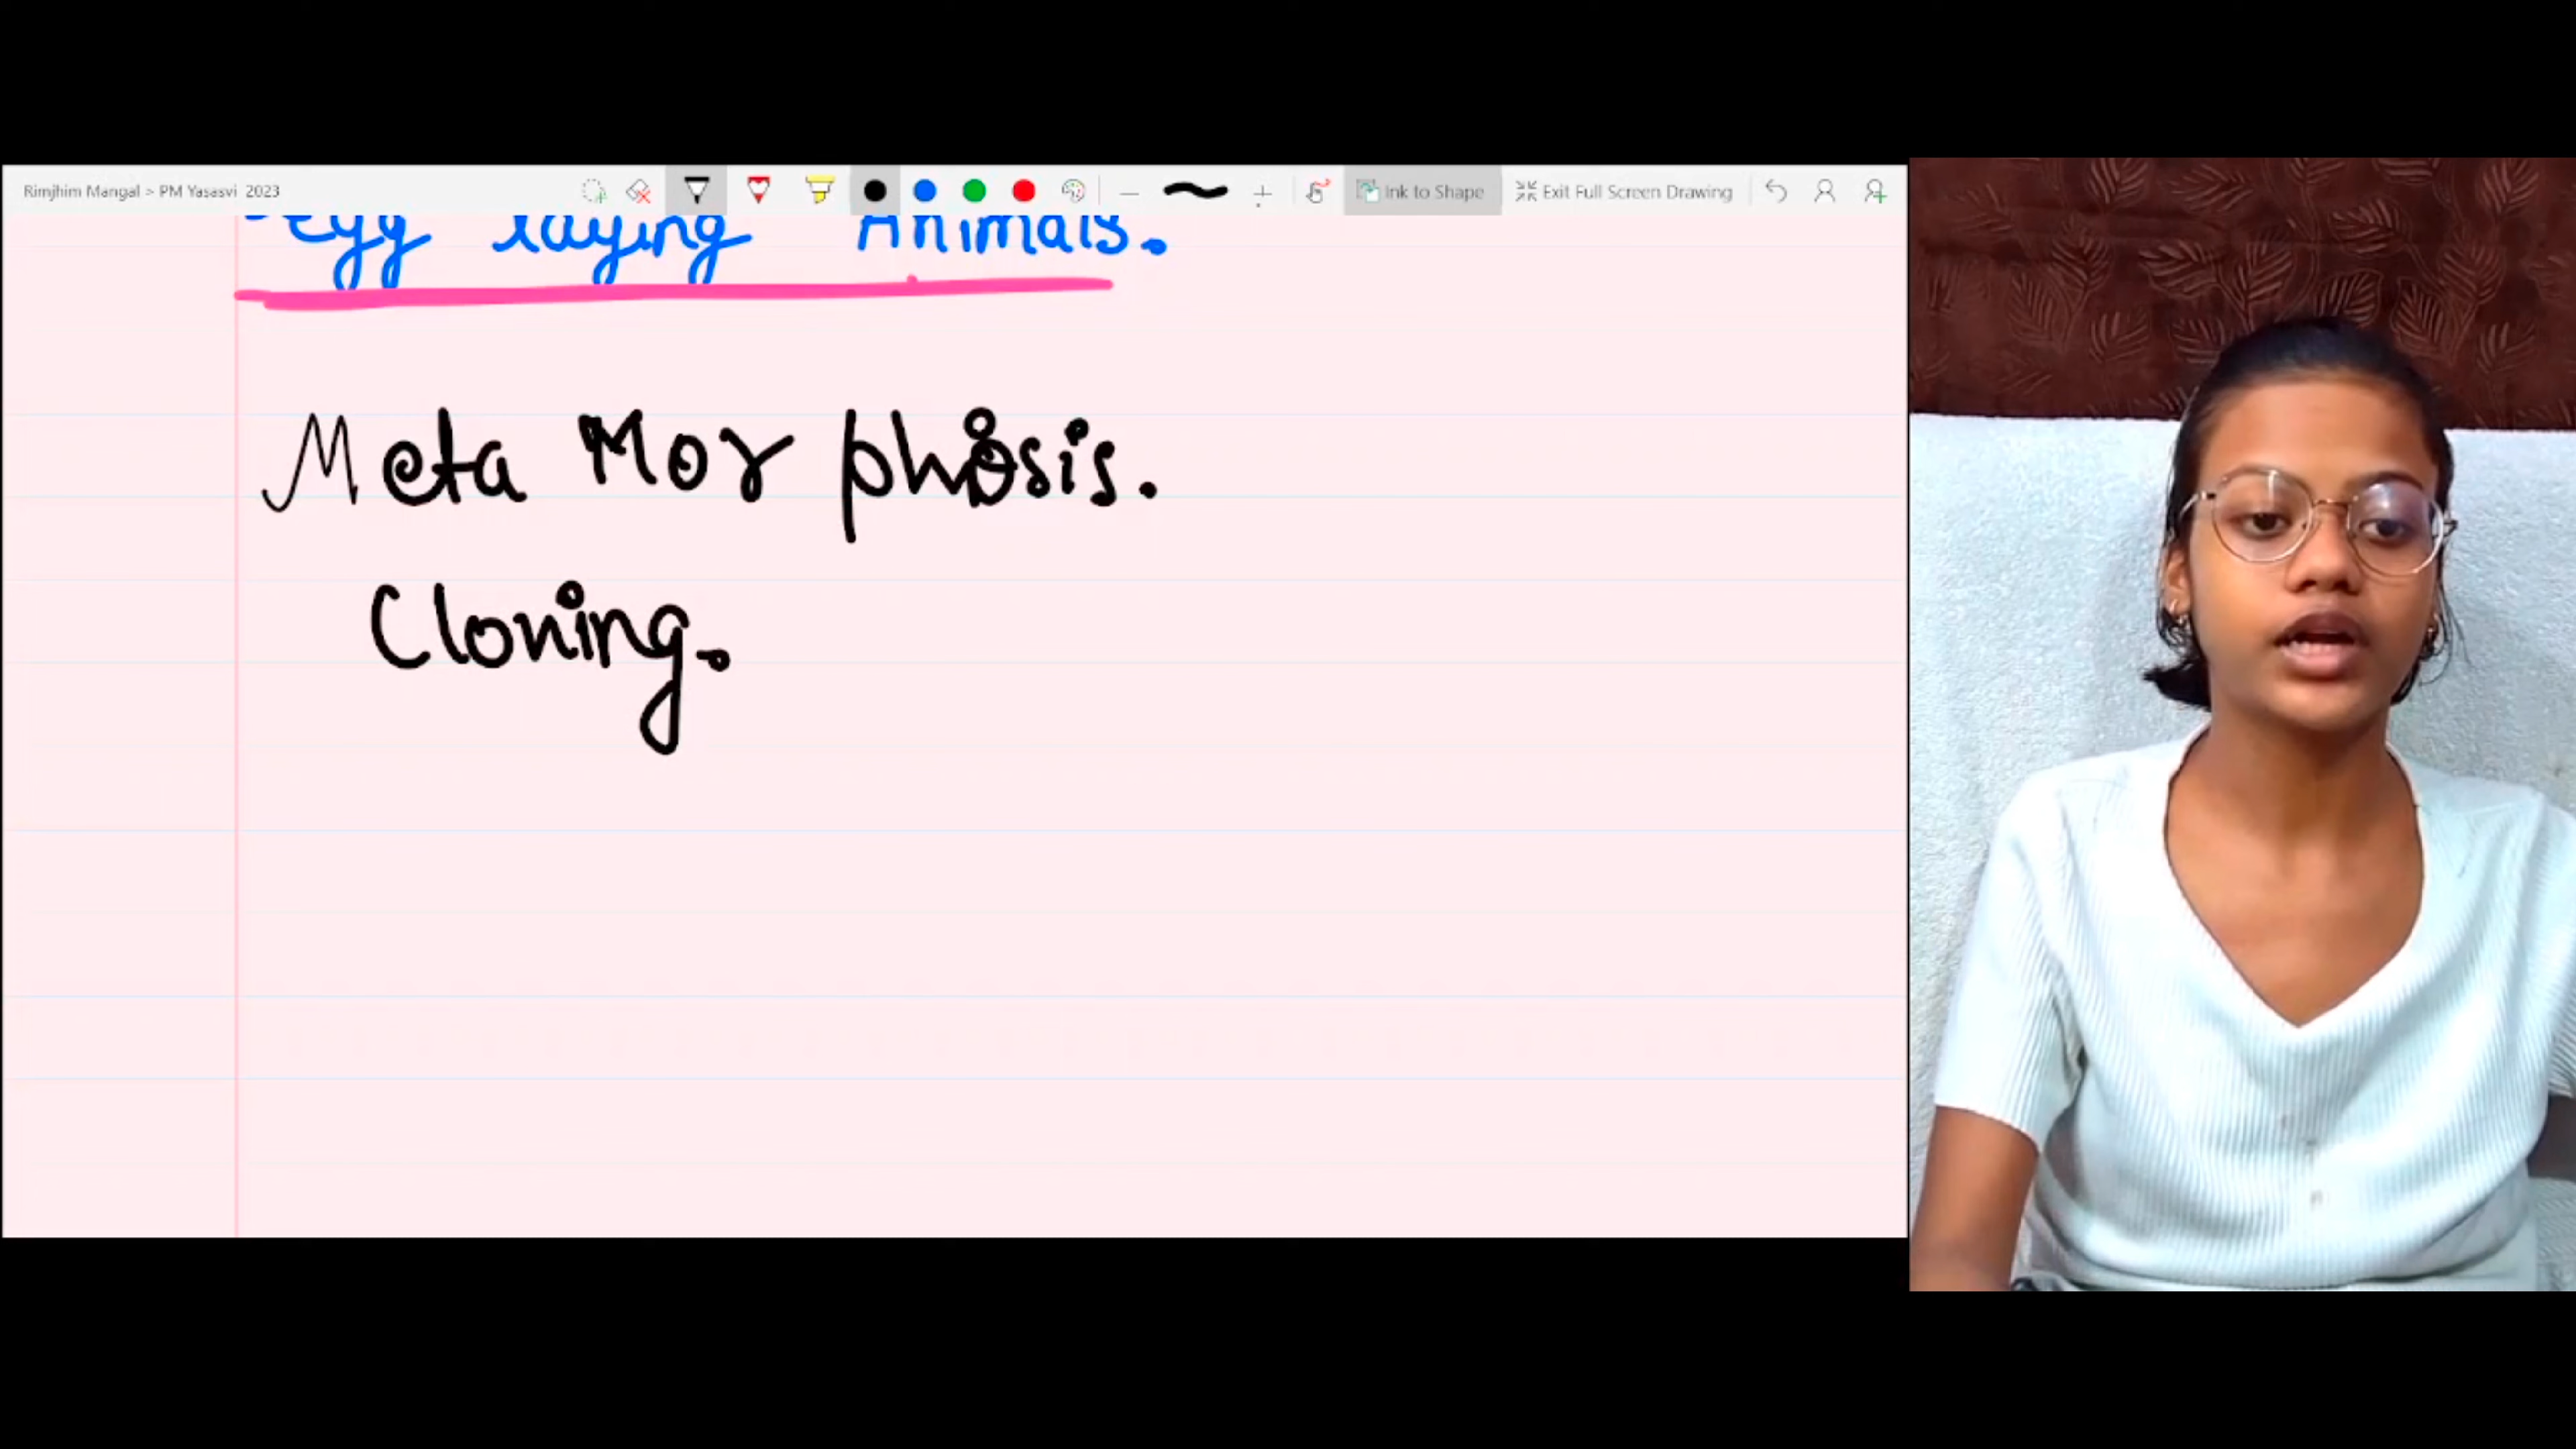 Rimjhim Mangal > PM Yasasvi 2023
Ink to Shape
Exit Full Screen Drawing
egg laying Animals.
Meta Mor phosis.
Cloning.